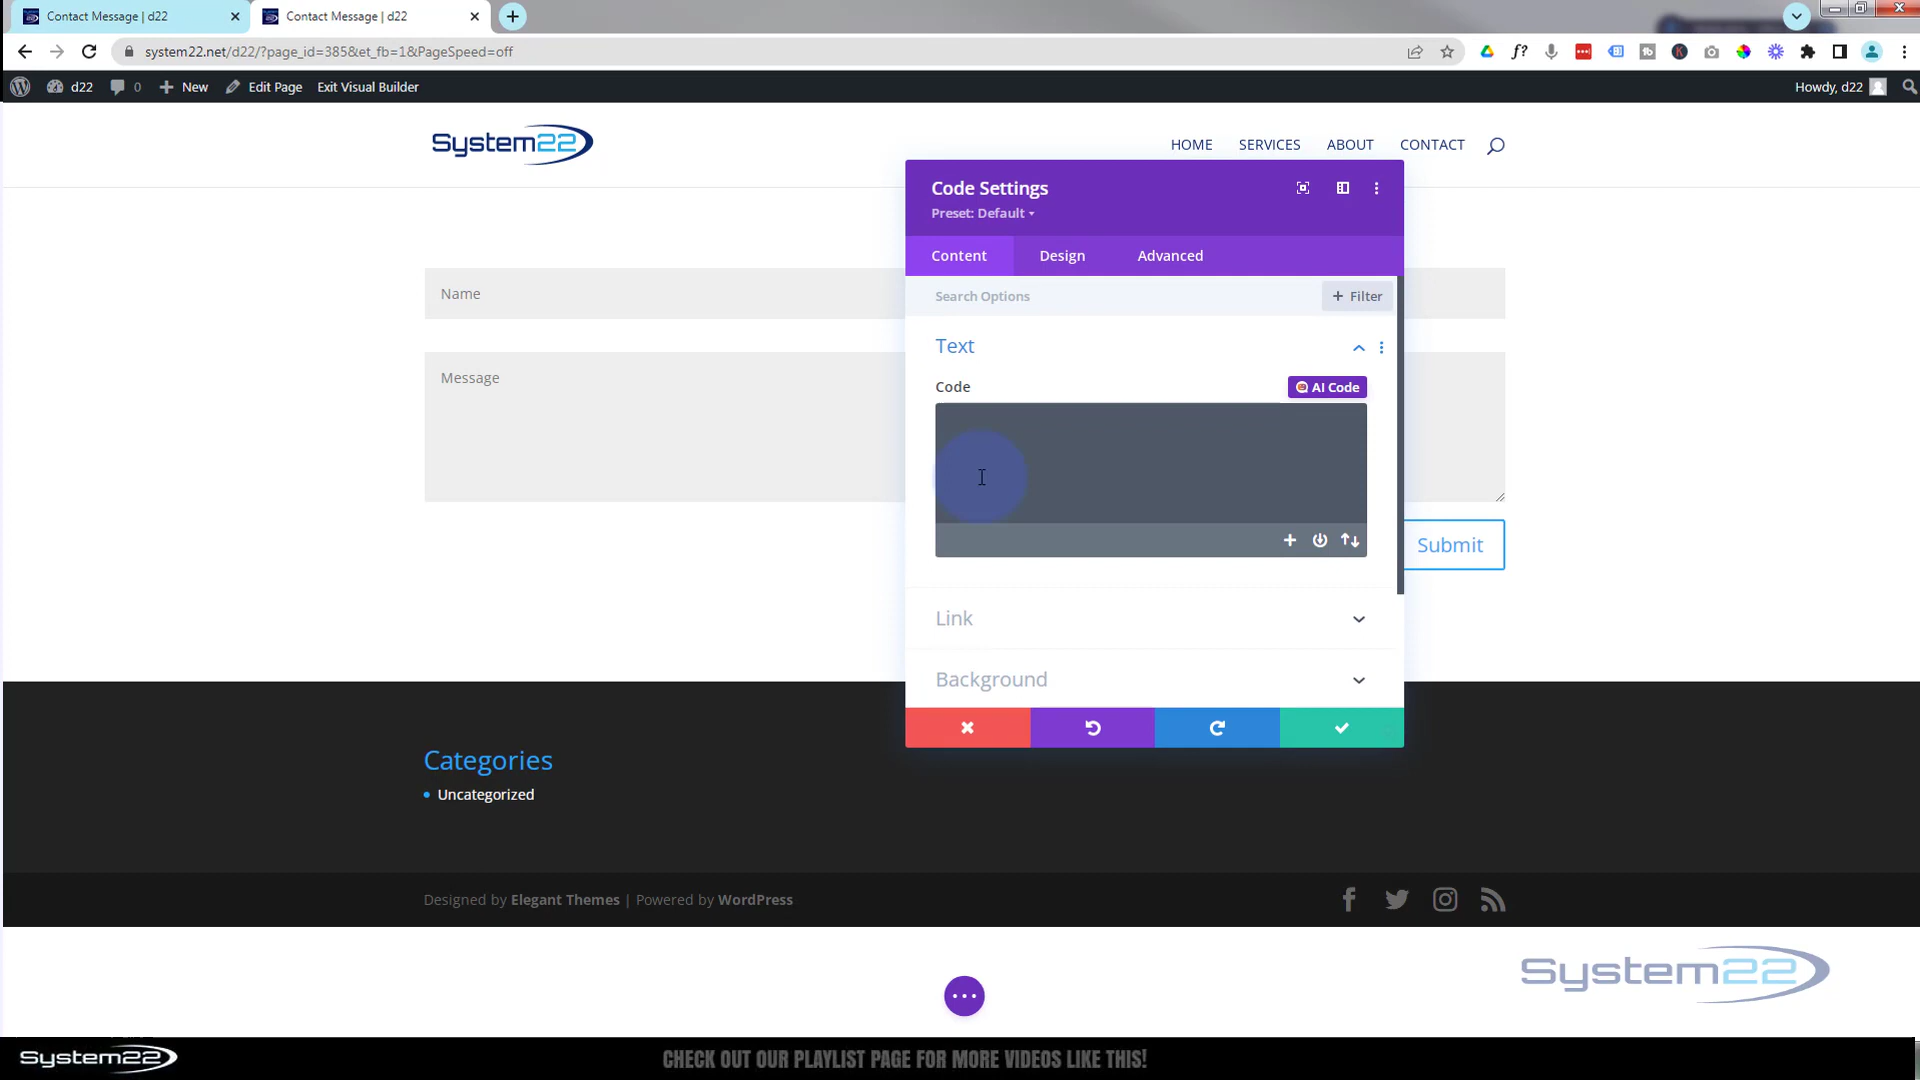 Contact Message | d22
Contact Message | d22
system22.net/d22/?page_id=385&et_fb=1&PageSpeed=off
d22
0
New
Edit Page
Exit Visual Builder
Howdy, d22
System22
HOME
SERVICES
ABOUT
CONTACT
Code Settings
Preset: Default
Content
Design
Advanced
Search Options
+ Filter
Name
Text
Message
Code
AI Code
Submit
Link
Background
Categories
Uncategorized
Designed by Elegant Themes | Powered by WordPress
System22
System22
CHECK OUT OUR PLAYLIST PAGE FOR MORE VIDEOS LIKE THIS!